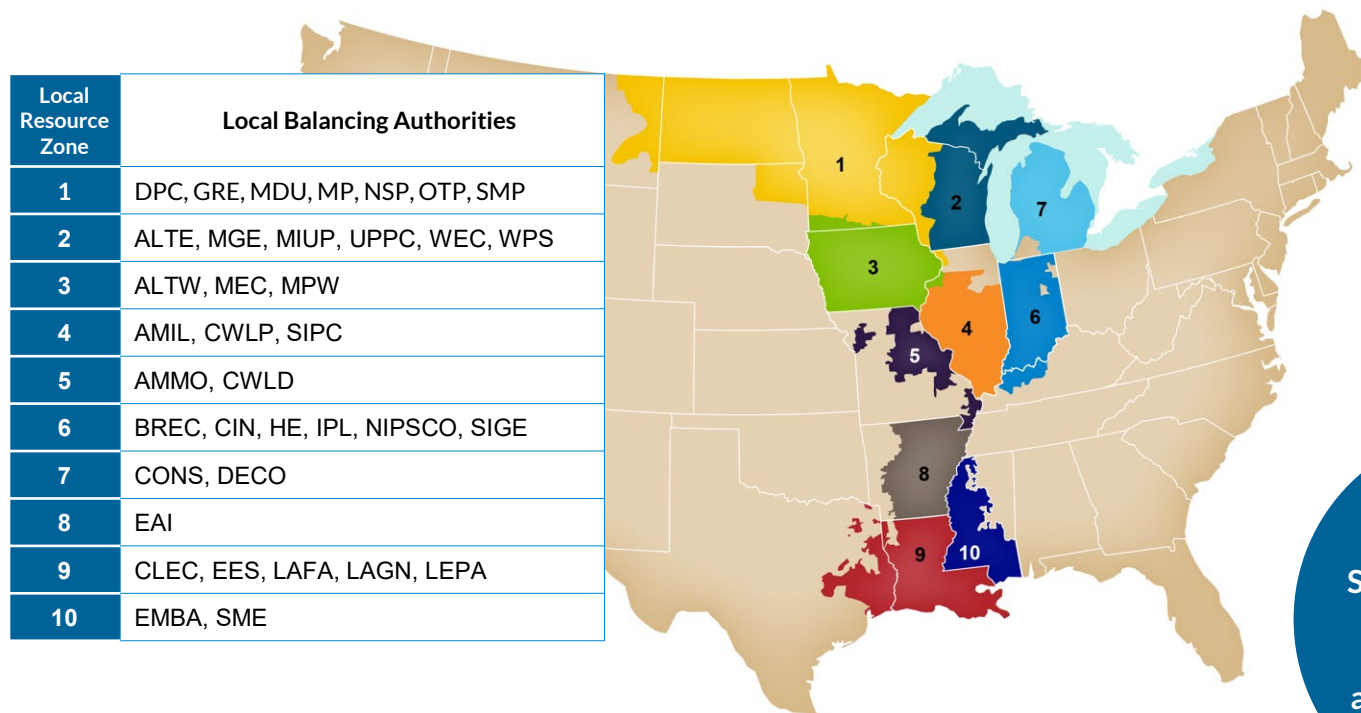 Local
Resource
Zone
Local Balancing Authorities
1 DPC, GRE, MDU, MP, NSP, OTP, SMP
2 ALTE, MGE, MIUP, UPPC, WEC, WPS
3 ALTW, MEC, MPW
4 AMIL, CWLP, SIPC
5 AMMO, CWLD
6 BREC, CIN, HE, IPL, NIPSCO, SIGE
7 CONS, DECO
8 EAI
9 CLEC, EES, LAFA, LAGN, LEPA
10 EMBA, SME
1
2
7
3
4
6
5
8
9
10
S
a